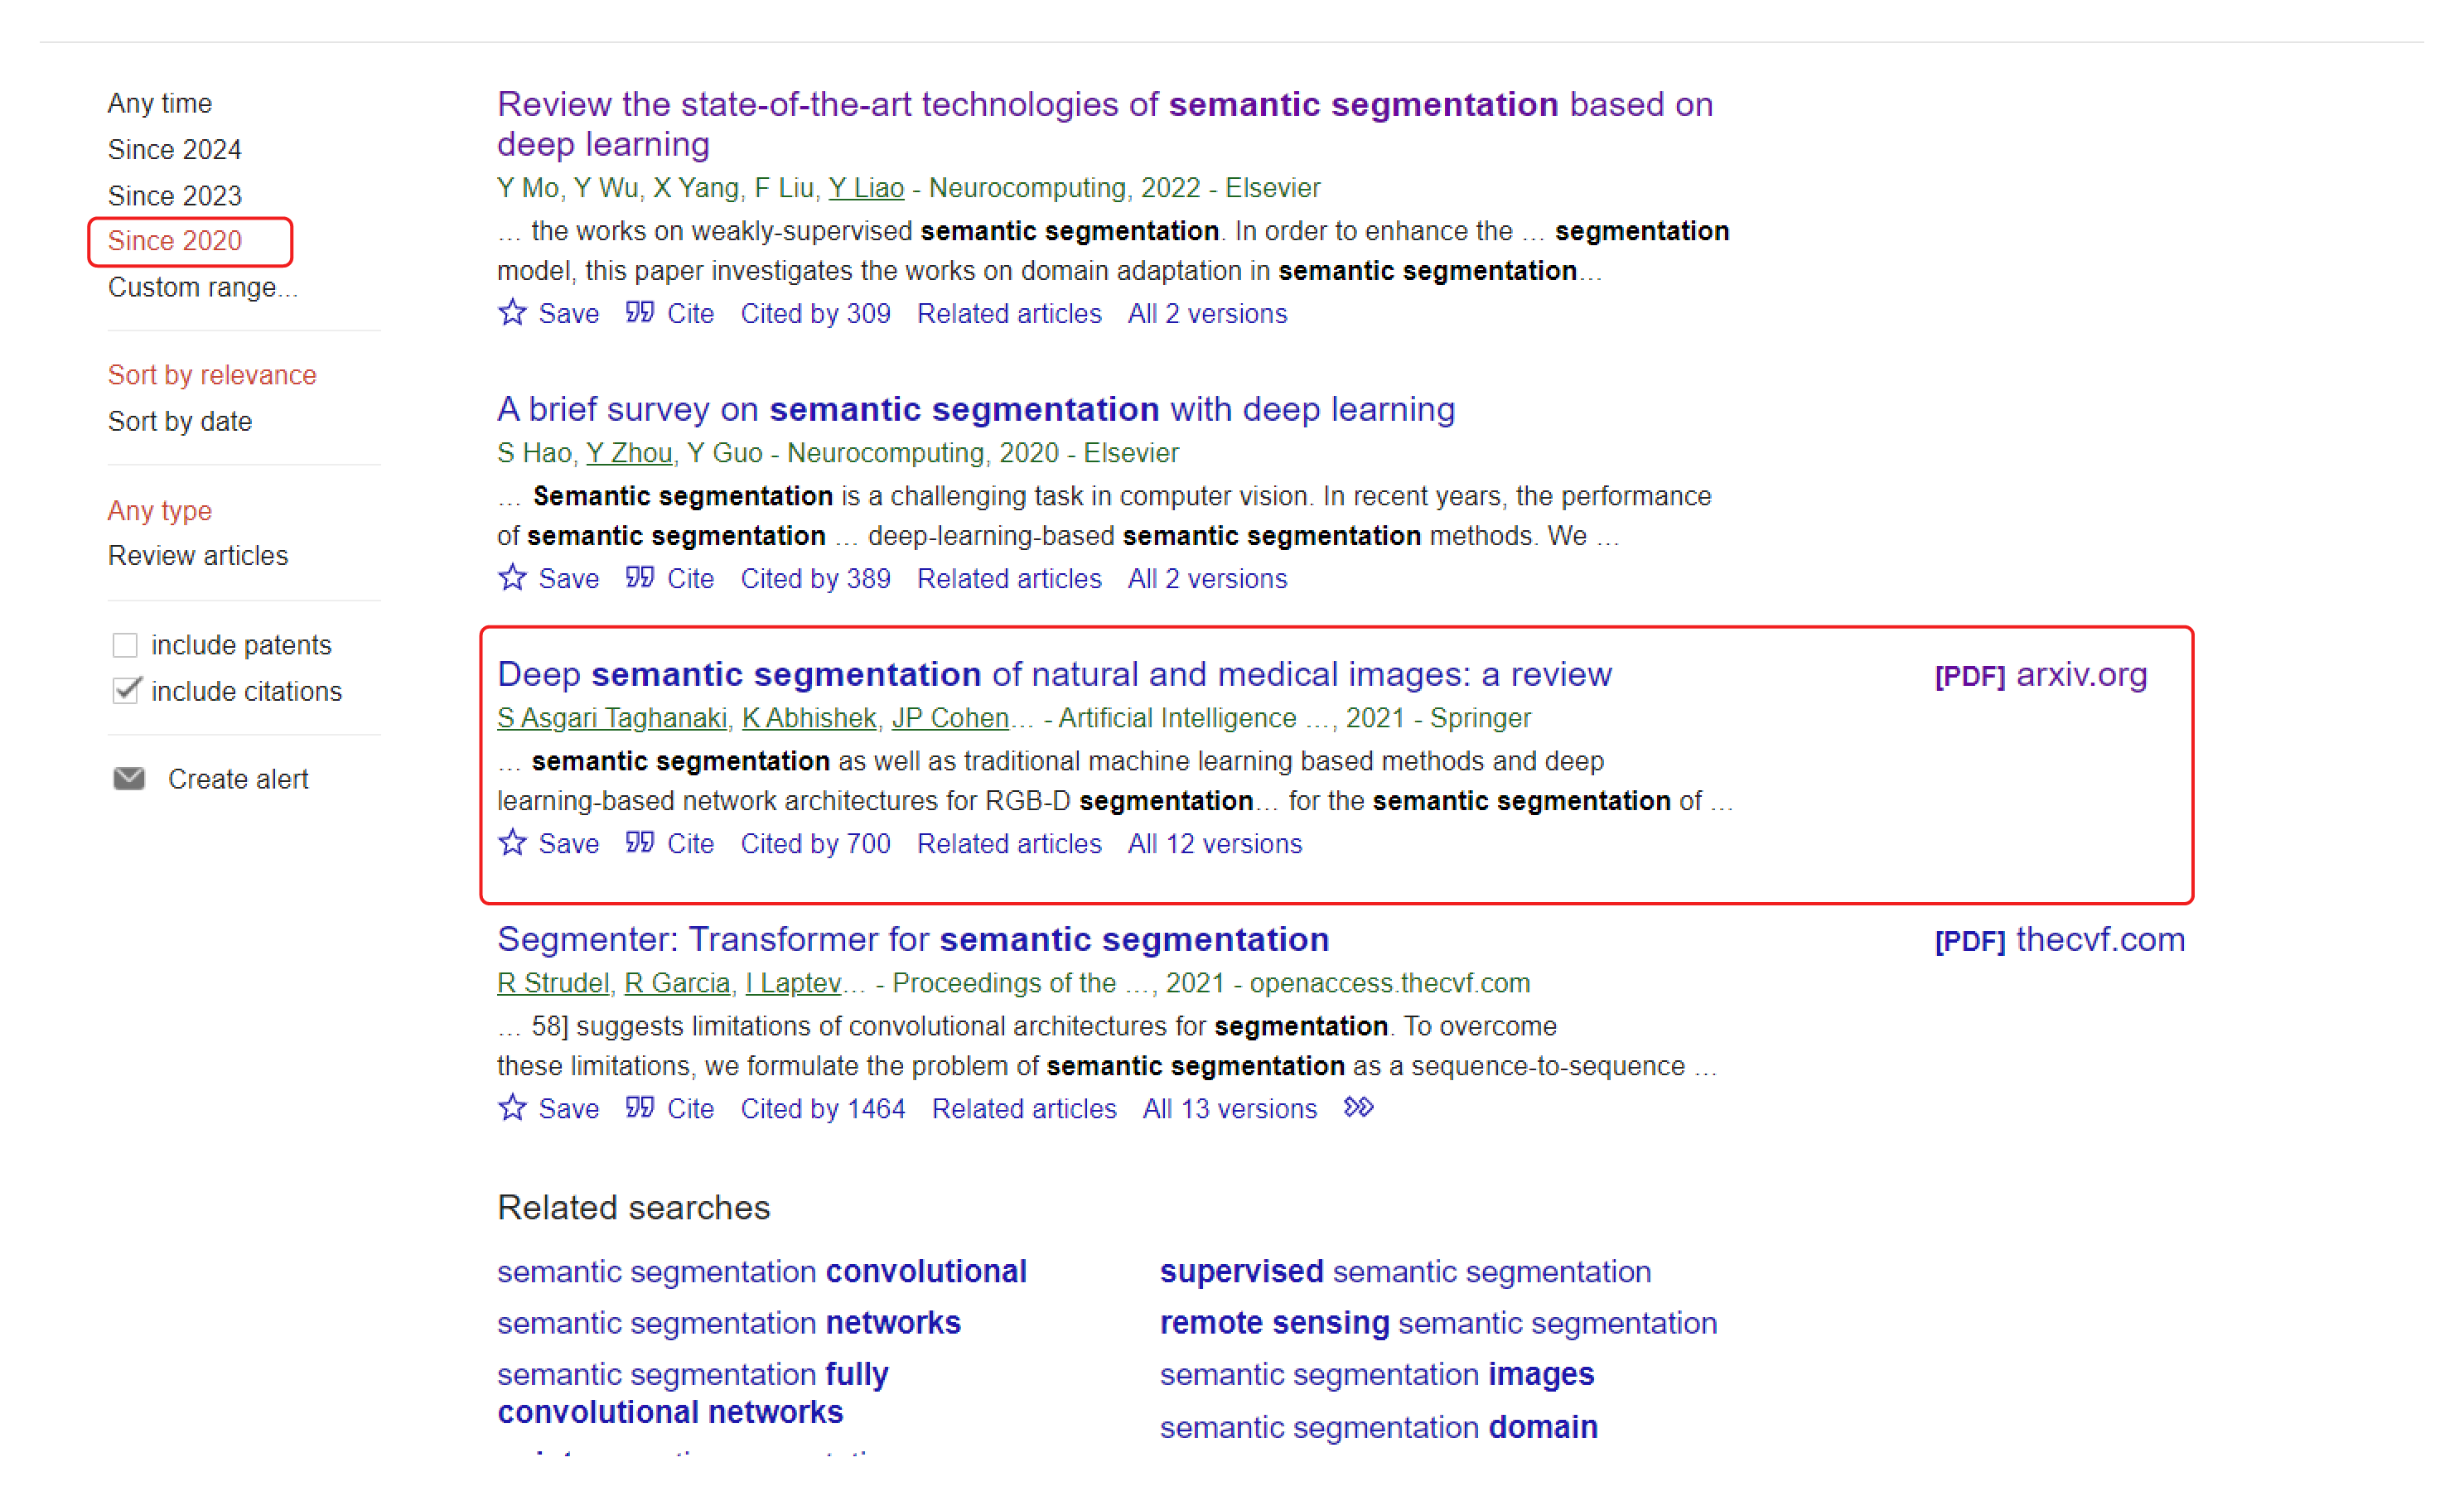 Any time
Since 2024
Since 2023
Since 2020
Custom range...
Sort by relevance
Sort by date
Any type
Review articles
include patents
include citations
Create alert
Review the state-of-the-art technologies of semantic segmentation based on
deep learning
Y Mo, Y Wu, X Yang, F Liu, Y Liao - Neurocomputing, 2022 - Elsevier
... the works on weakly-supervised semantic segmentation. In order to enhance the ... segmentation
model, this paper investigates the works on domain adaptation in semantic segmentation...
Save Cite Cited by 309 Related articles All 2 versions
A brief survey on semantic segmentation with deep learning
S Hao, Y Zhou, Y Guo - Neurocomputing, 2020 - Elsevier
... Semantic segmentation is a challenging task in computer vision. In recent years, the performance
of semantic segmentation ... deep-learning-based semantic segmentation methods. We ...
Save Cite Cited by 389 Related articles All 2 versions
Deep semantic segmentation of natural and medical images: a review
[PDF] arxiv.org
S Asgari Taghanaki, K Abhishek, JP Cohen... - Artificial Intelligence ..., 2021 - Springer
... semantic segmentation as well as traditional machine learning based methods and deep
learning-based network architectures for RGB-D segmentation... for the semantic segmentation of ...
Save Cite Cited by 700 Related articles All 12 versions
Segmenter: Transformer for semantic segmentation
[PDF] thecvf.com
R Strudel, R Garcia, I Laptev... - Proceedings of the ..., 2021 - openaccess.thecvf.com
... 58] suggests limitations of convolutional architectures for segmentation. To overcome
these limitations, we formulate the problem of semantic segmentation as a sequence-to-sequence ...
Save Cite Cited by 1464 Related articles All 13 versions
Related searches
semantic segmentation convolutional
semantic segmentation networks
semantic segmentation fully
convolutional networks
supervised semantic segmentation
remote sensing semantic segmentation
semantic segmentation images
semantic segmentation domain